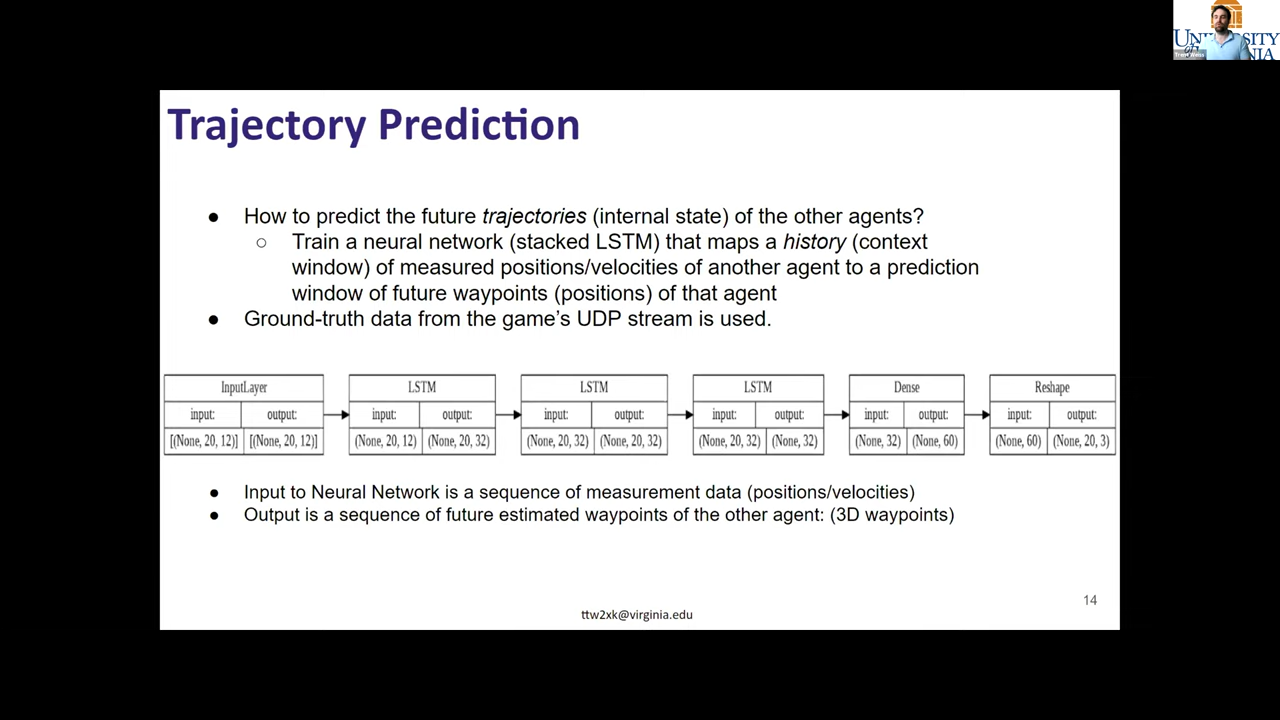 Trajectory Prediction
● How to predict the future trajectories (internal state) of the other agents?
○ Train a neural network (stacked LSTM) that maps a history (context
window) of measured positions/velocities of another agent to a prediction
window of future waypoints (positions) of that agent
● Ground-truth data from the game's UDP stream is used.
InputLayer LSTM LSTM LSTM Dense Reshape
input: output: input: output: input: output: input: output: input: output: input: output:
[(None, 20, 12)] [(None, 20, 12)] (None, 20, 12) (None, 20, 32) (None, 20, 32) (None, 20, 32) (None, 20, 32) (None, 32) (None, 32) (None, 60) (None, 60) (None, 20, 3)
● Input to Neural Network is a sequence of measurement data (positions/velocities)
● Output is a sequence of future estimated waypoints of the other agent: (3D waypoints)
14
ttw2xk@virginia.edu